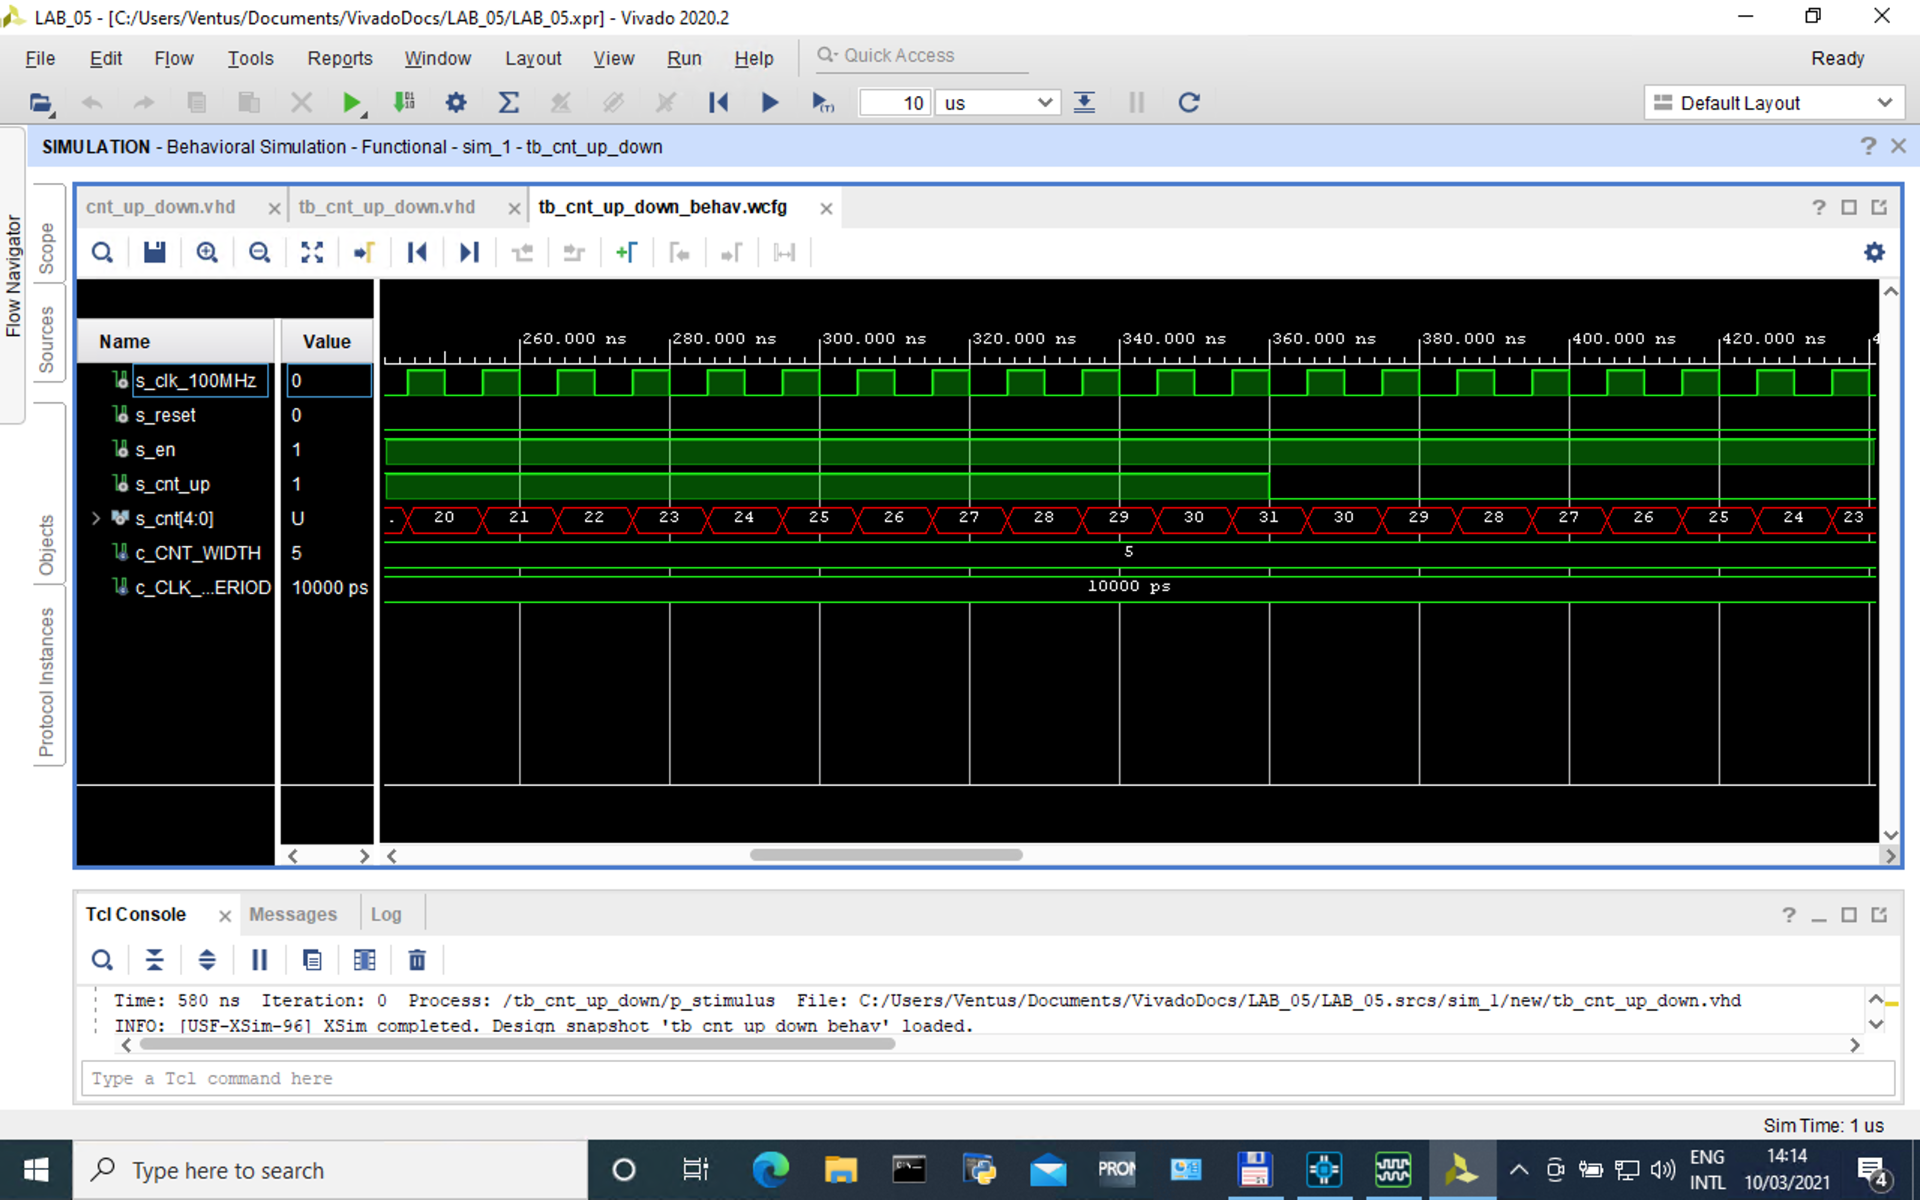 LAB_05 - [C:/Users/Ventus/Documents/VivadoDocs/LAB_05/LAB_05.xpr] - Vivado 2020.2
File Edit Flow Tools Reports Window Layout View Run Help Quick Access Ready
10 us Default Layout
SIMULATION - Behavioral Simulation - Functional - sim_1 - tb_cnt_up_down
Flow Navigator
Scope
Sources
Objects
Protocol Instances
cnt_up_down.vhd tb_cnt_up_down.vhd tb_cnt_up_down_behav.wcfg
Name Value
260.000 ns 280.000 ns 300.000 ns 320.000 ns 340.000 ns 360.000 ns 380.000 ns 400.000 ns 420.000 ns 4
s_clk_100MHz 0
s_reset 0
s_en 1
s_cnt_up 1
s_cnt[4:0] U . 20 21 22 23 24 25 26 27 28 29 30 31 30 29 28 27 26 25 24 23
c_CNT_WIDTH 5 5
c_CLK_...ERIOD 10000 ps 10000 ps
Tcl Console Messages Log
Time: 580 ns Iteration: 0 Process: /tb_cnt_up_down/p_stimulus File: C:/Users/Ventus/Documents/VivadoDocs/LAB_05/LAB_05.srcs/sim_1/new/tb_cnt_up_down.vhd
INFO: [USF-XSim-96] XSim completed. Design snapshot 'tb_cnt_up_down_behav' loaded.
Type a Tcl command here
Sim Time: 1 us
Type here to search
PRON
ENG
INTL
14:14
10/03/2021
4